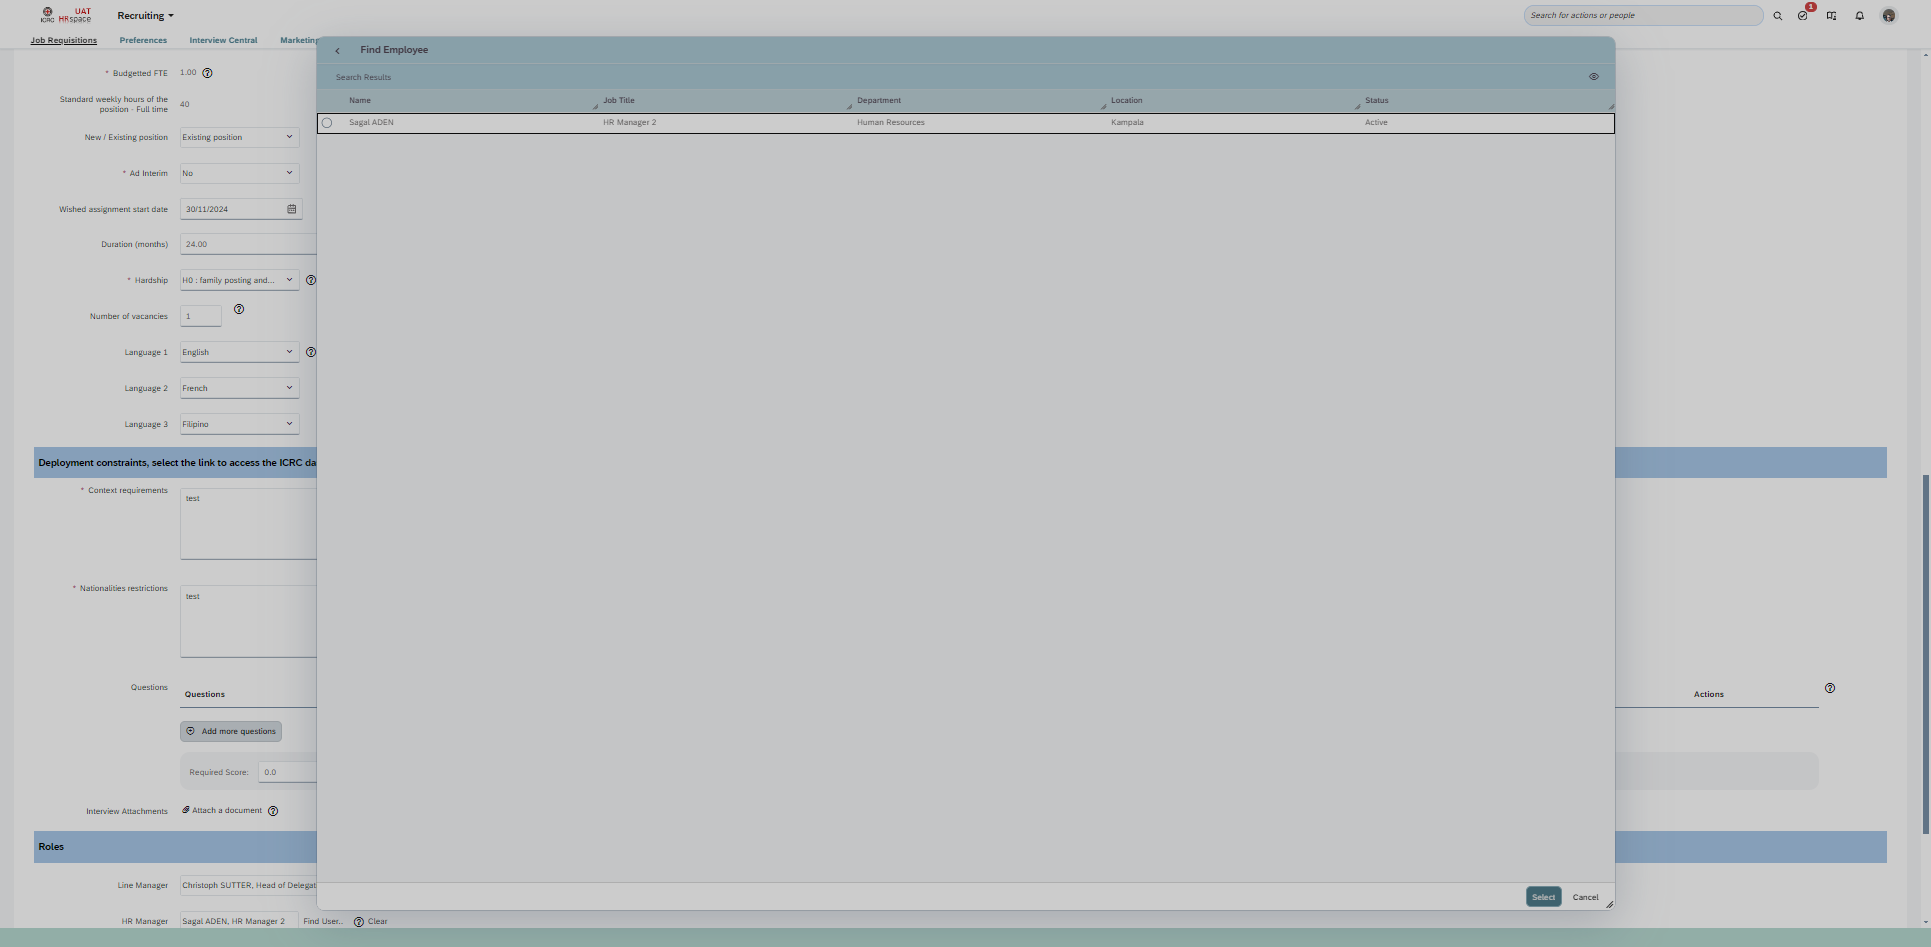 ICRC
UAT
HRspace
Recruiting
Search for actions or people
1
Job Requisitions
Preferences
Interview Central
Marketing
Find Employee
Search Results
Name
Job Title
Department
Location
Status
Sagal ADEN
HR Manager 2
Human Resources
Kampala
Active
* Budgetted FTE
1.00
Standard weekly hours of the
position - Full time
40
New / Existing position
Existing position
* Ad Interim
No
Wished assignment start date
30/11/2024
Duration (months)
24.00
* Hardship
H0 : family posting and...
Number of vacancies
1
Language 1
English
Language 2
French
Language 3
Filipino
Deployment constraints, select the link to access the ICRC da
* Context requirements
test
* Nationalities restrictions
test
Questions
Questions
Actions
Add more questions
Required Score:
0.0
Interview Attachments
Attach a document
Roles
Line Manager
Christoph SUTTER, Head of Delegat
Select
Cancel
HR Manager
Sagal ADEN, HR Manager 2
Find User..
Clear